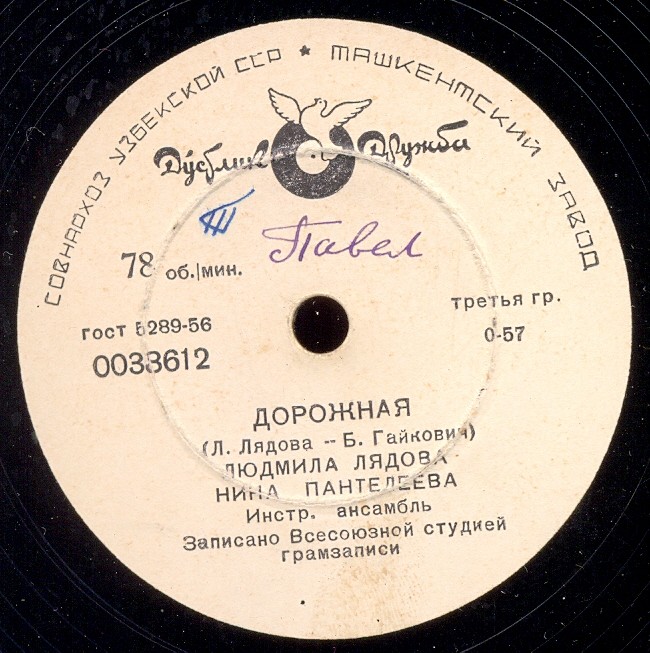 СОВНАРХОЗ УЗБЕКСКОЙ ССР ★ ТАШКЕНТСКИЙ ЗАВОД
Дўстлик Дружба
Павел
78 об./мин.
третья гр.
гост 5289-56
0-57
0038612
ДОРОЖНАЯ
(Л. Лядова -- Б. Гайкович)
ЛЮДМИЛА ЛЯДОВА
НИНА ПАНТЕЛЕЕВА
Инстр. ансамбль
Записано Всесоюзной студией
грамзаписи